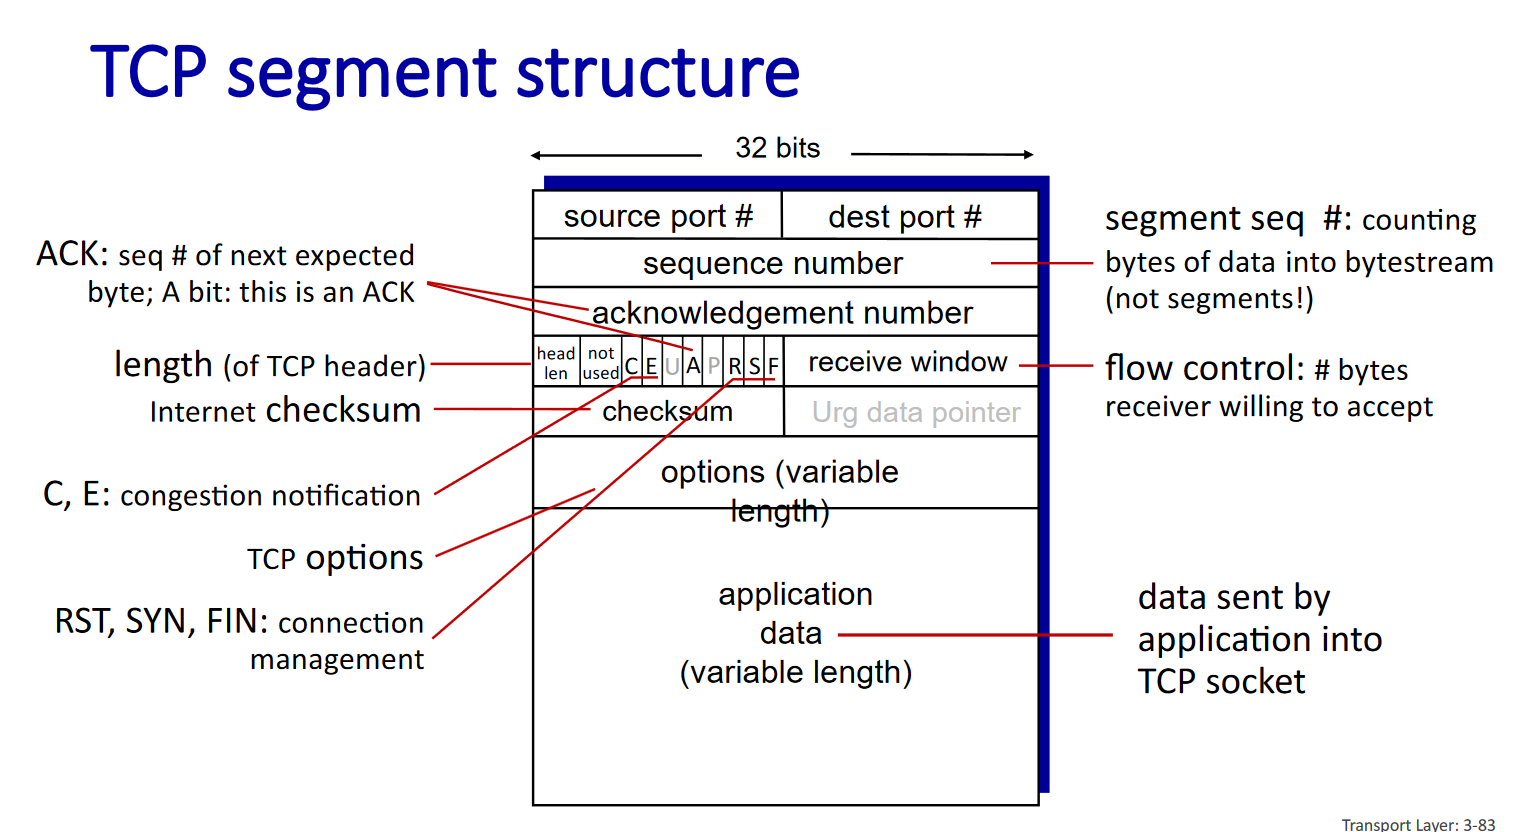 TCP segment structure
32 bits
source port #
dest port #
sequence number
acknowledgement number
head
len
not
used
C
E
U
A
P
R
S
F
receive window
checksum
Urg data pointer
options (variable
length)
application
data
(variable length)
ACK: seq # of next expected
byte; A bit: this is an ACK
length (of TCP header)
Internet checksum
C, E: congestion notification
TCP options
RST, SYN, FIN: connection
management
segment seq #: counting
bytes of data into bytestream
(not segments!)
flow control: # bytes
receiver willing to accept
data sent by
application into
TCP socket
Transport Layer: 3-83